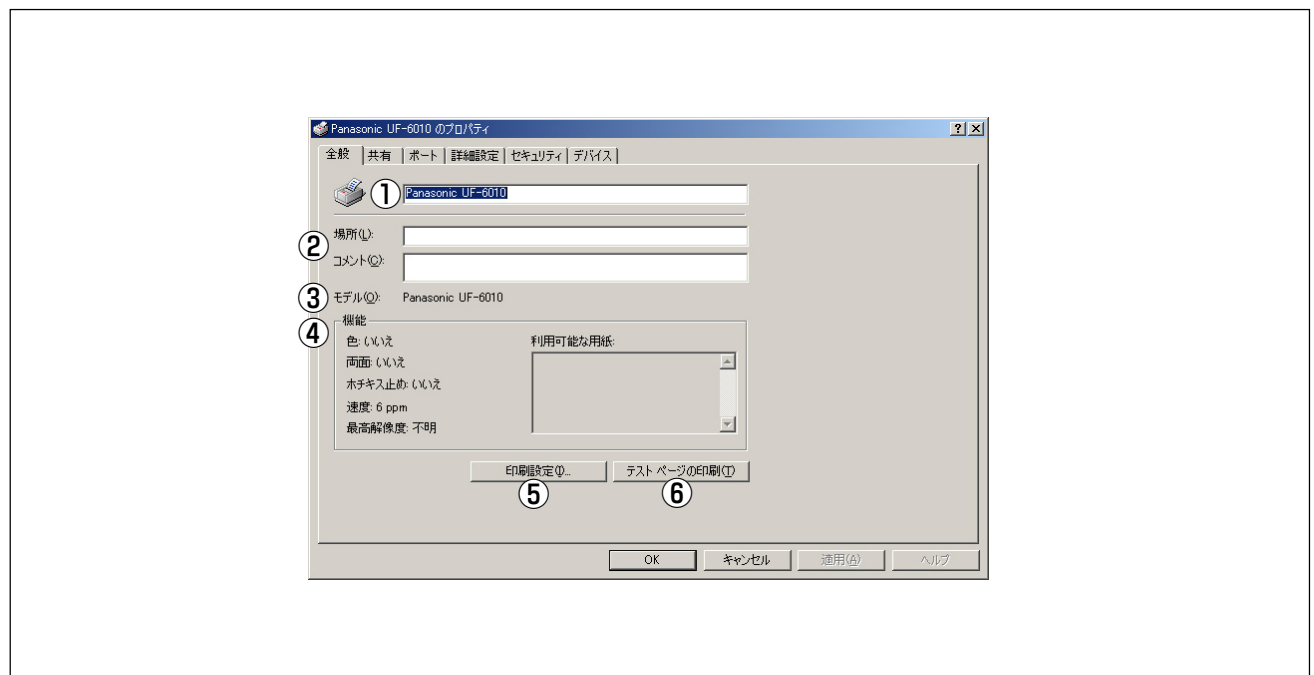 Panasonic UF-6010 のプロパティ
全般 共有 ポート 詳細設定 セキュリティ デバイス
① Panasonic UF-6010
② 場所(L):
コメント(C):
③ モデル(O): Panasonic UF-6010
④ 機能
色: いいえ 利用可能な用紙:
両面: いいえ
ホチキス止め: いいえ
速度: 6 ppm
最高解像度: 不明
印刷設定(I)... テスト ページの印刷(T)
⑤ ⑥
OK キャンセル 適用(A) ヘルプ